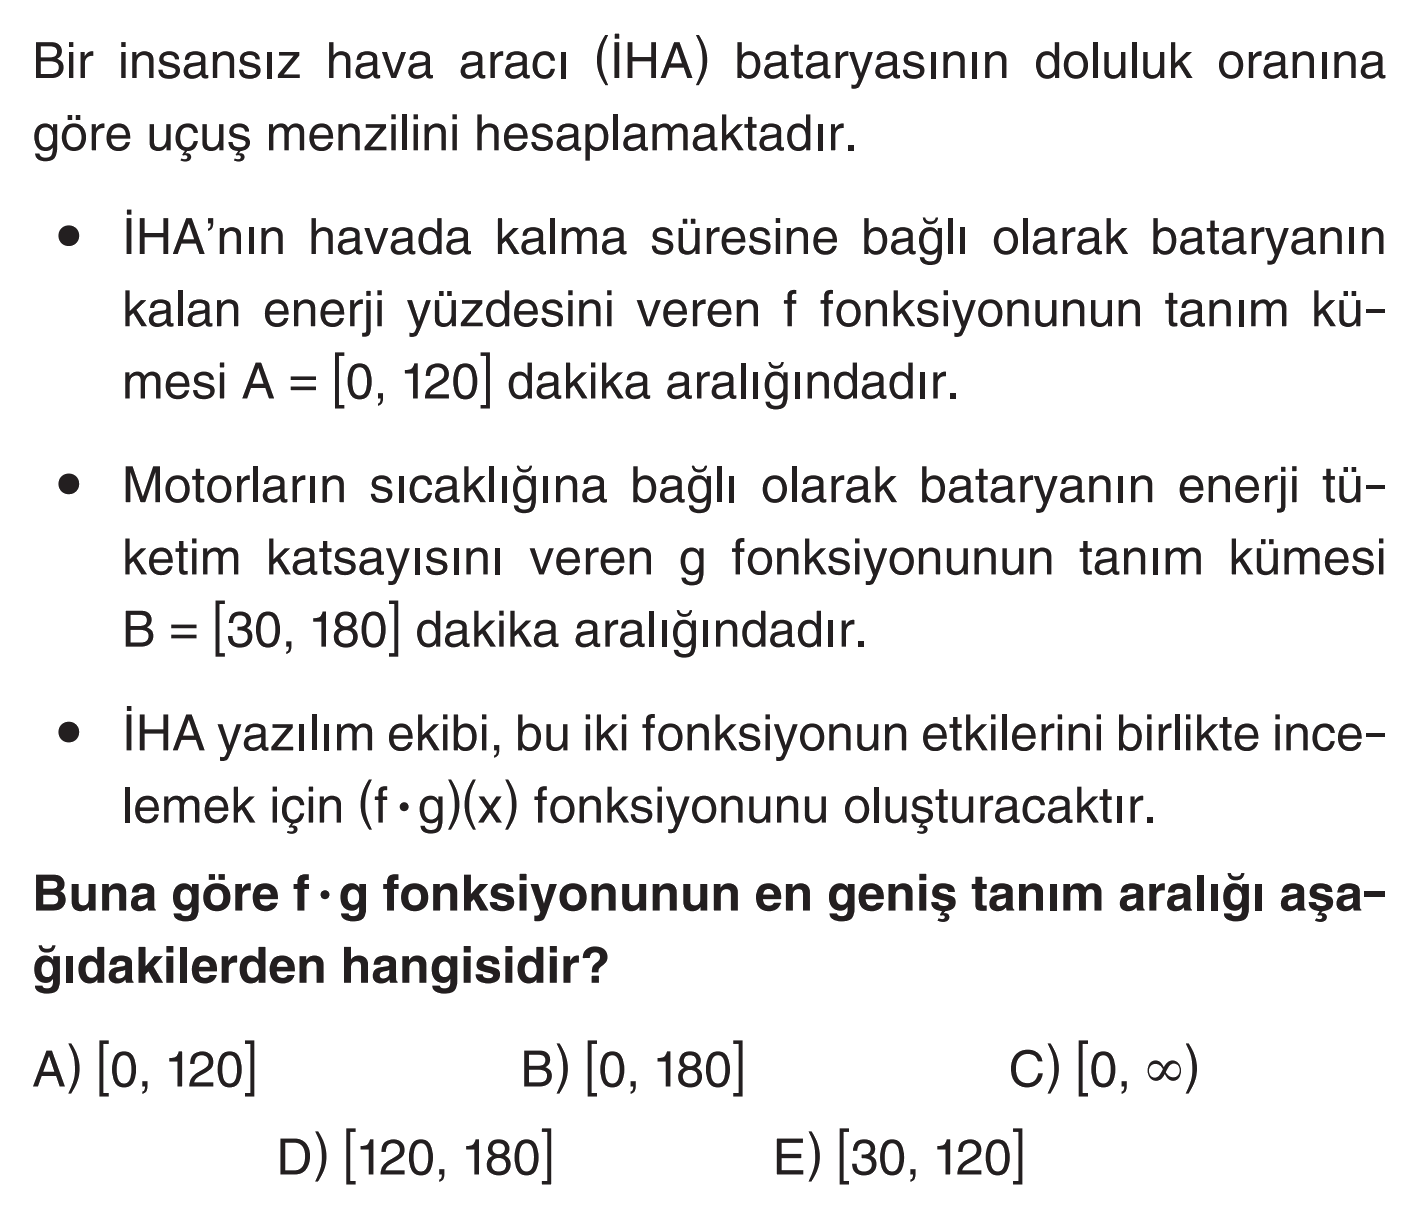 Bir insansız hava aracı (İHA) bataryasının doluluk oranına
göre uçuş menzilini hesaplamaktadır.
• İHA’nın havada kalma süresine bağlı olarak bataryanın
kalan enerji yüzdesini veren f fonksiyonunun tanım kü-
mesi A = [0, 120] dakika aralığındadır.
• Motorların sıcaklığına bağlı olarak bataryanın enerji tü-
ketim katsayısını veren g fonksiyonunun tanım kümesi
B = [30, 180] dakika aralığındadır.
• İHA yazılım ekibi, bu iki fonksiyonun etkilerini birlikte ince-
lemek için (f · g)(x) fonksiyonunu oluşturacaktır.
Buna göre f · g fonksiyonunun en geniş tanım aralığı aşa-
ğıdakilerden hangisidir?
A) [0, 120] B) [0, 180] C) [0, ∞)
D) [120, 180] E) [30, 120]